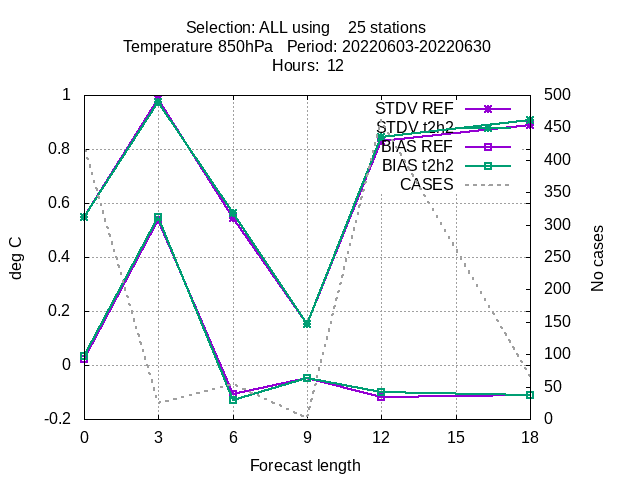 Selection: ALL using 25 stations
Temperature 850hPa Period: 20220603-20220630
Hours: 12
STDV REF
STDV t2h2
BIAS REF
BIAS t2h2
CASES
1
0.8
0.6
0.4
0.2
0
-0.2
deg C
500
450
400
350
300
250
200
150
100
50
0
No cases
0 3 6 9 12 15 18
Forecast length